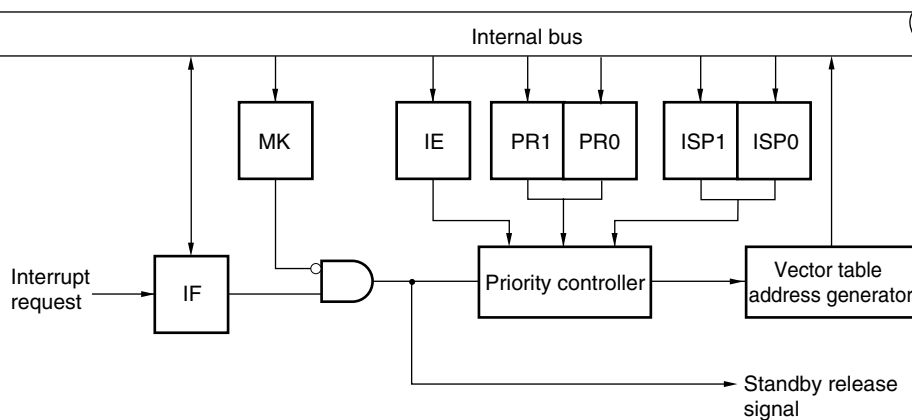 Internal bus
MK
IE
PR1
PR0
ISP1
ISP0
Interrupt
request
IF
Priority controller
Vector table
address generator
Standby release
signal